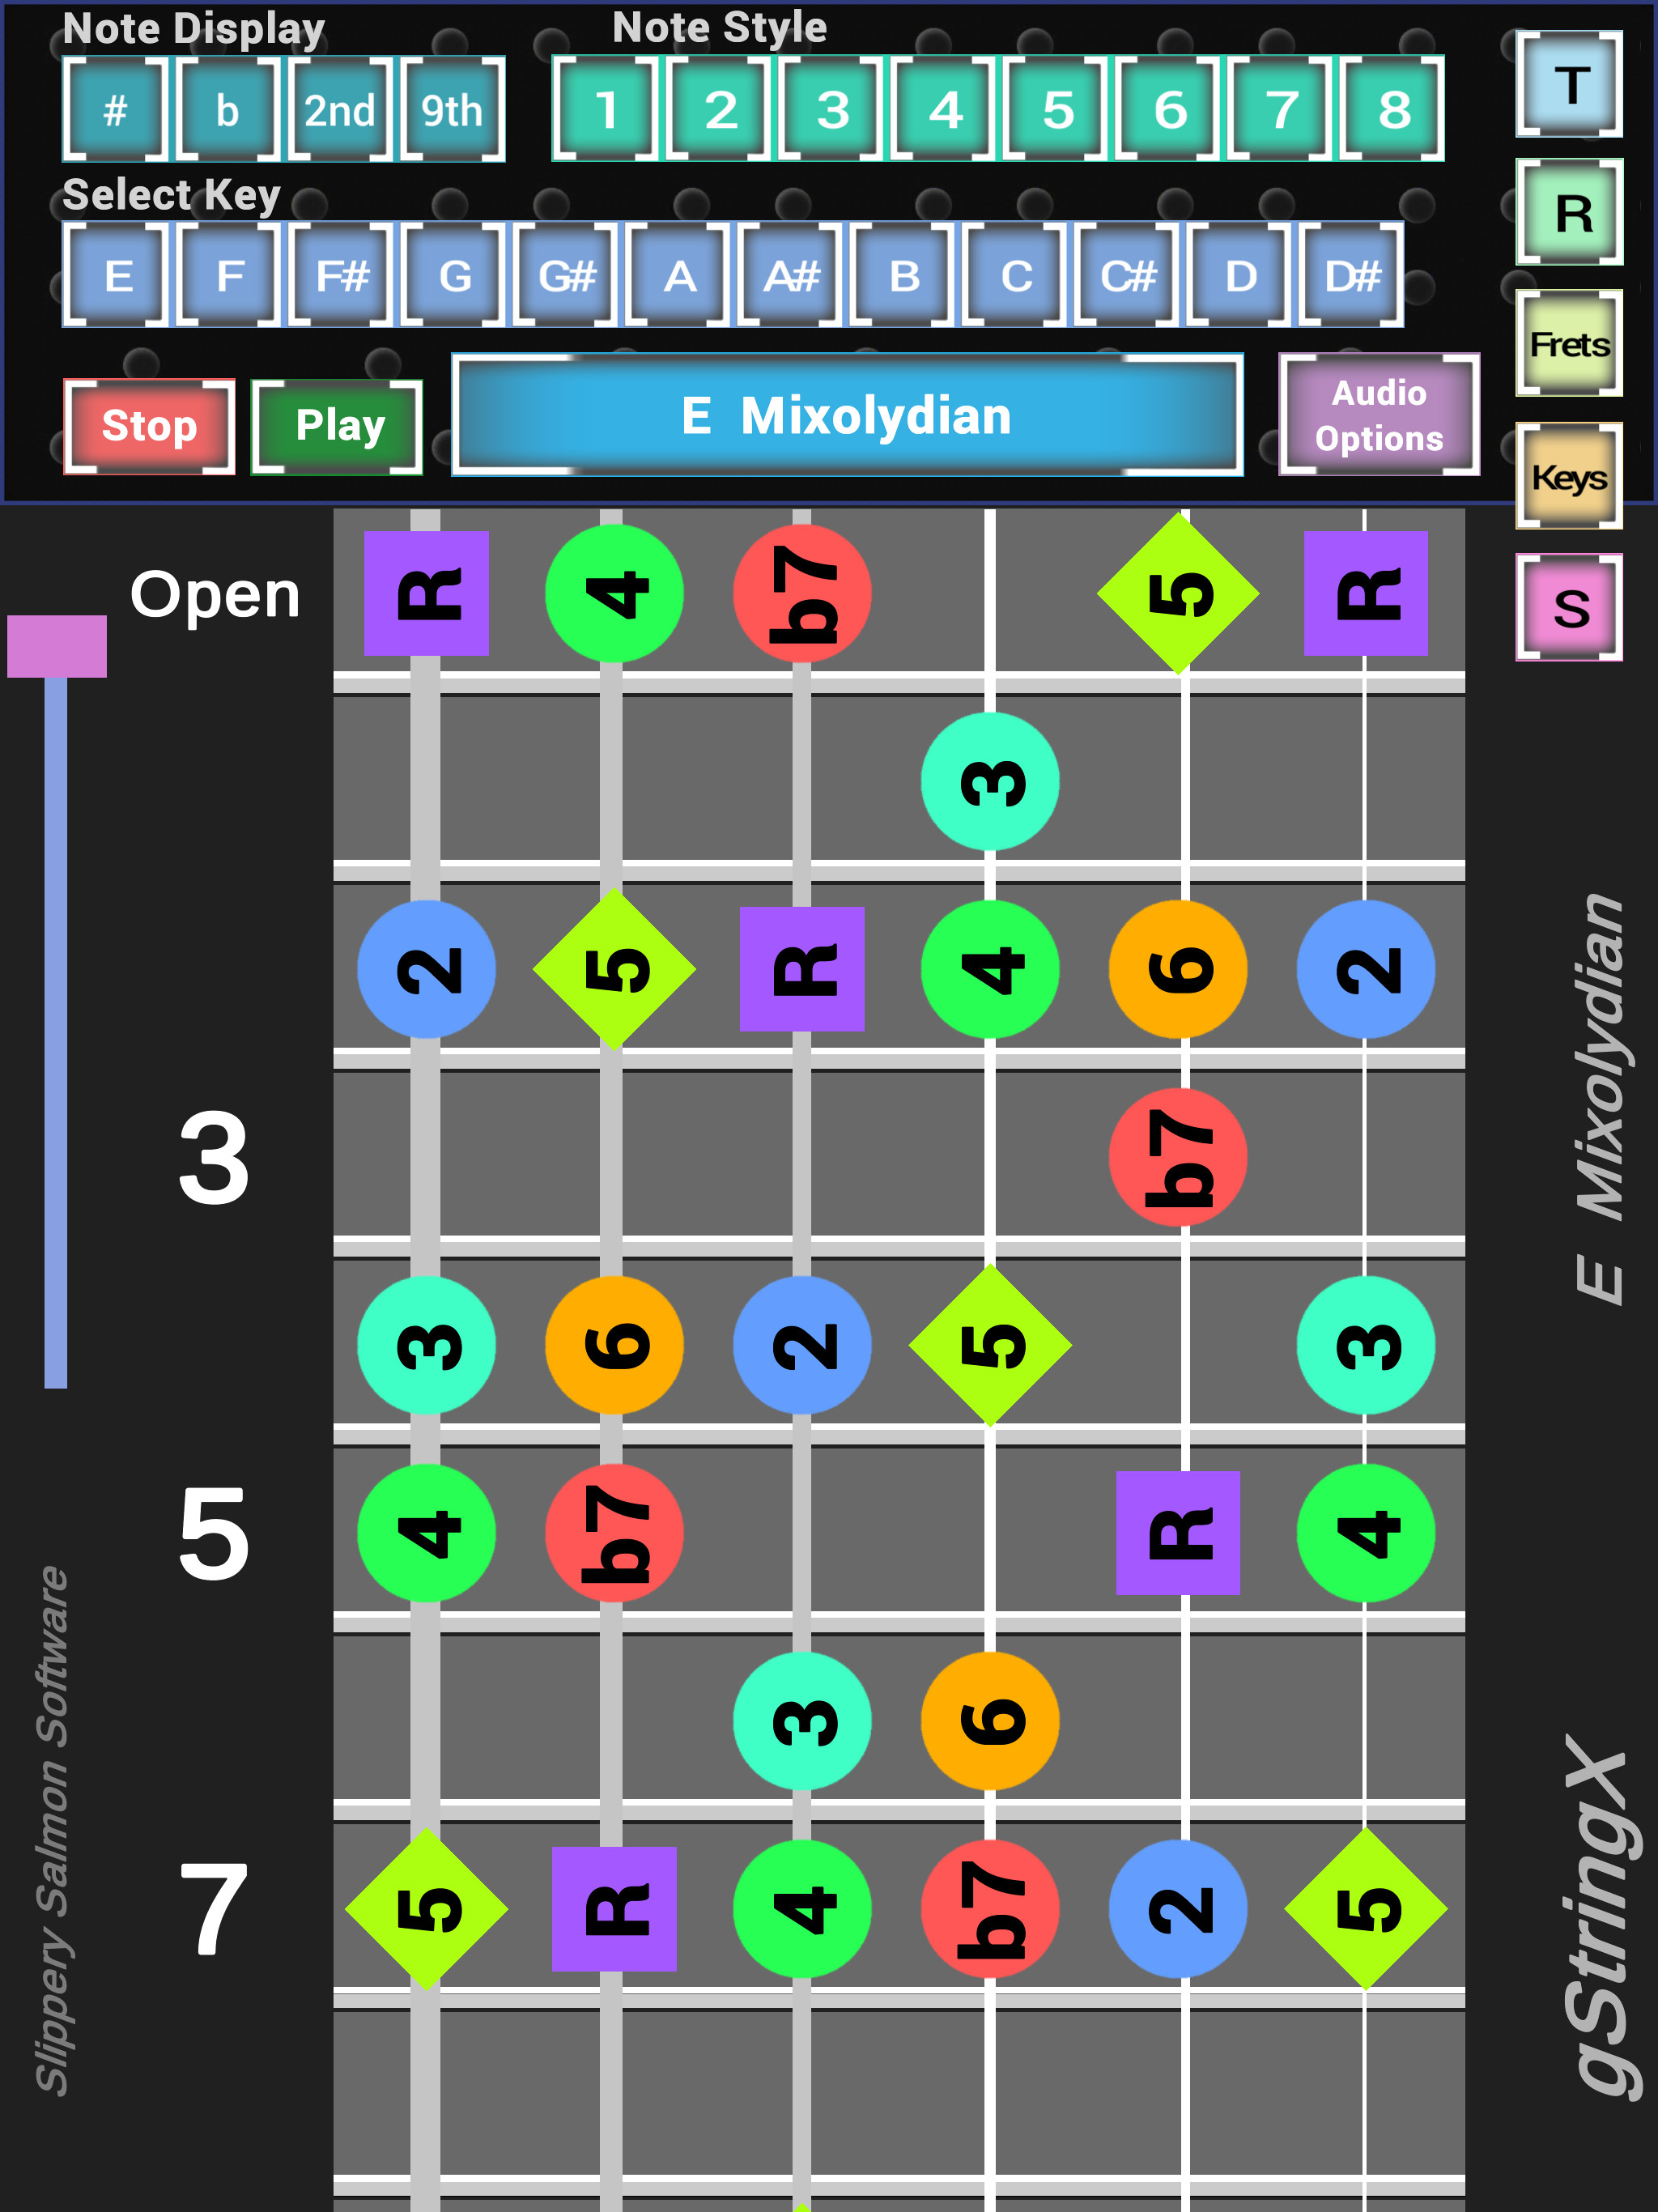 Note Display
Note Style
# b 2nd 9th
1 2 3 4 5 6 7 8
T
Select Key
R
E F F# G G# A A# B C C# D D#
Frets
Stop Play E Mixolydian Audio Options
Keys
Open R 4 b7 5 R
S
3
2 5 R 4 6 2
3 b7
3 6 2 5 3
5 4 b7 R 4
3 6
7 5 R 4 b7 2 5
E Mixolydian
gStringX
Slippery Salmon Software